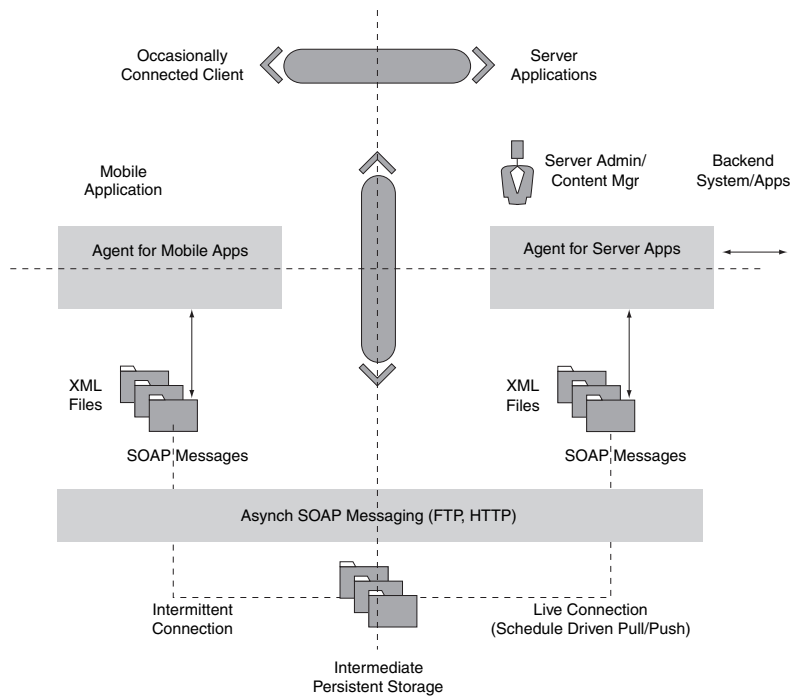 Occasionally
Connected Client
Server
Applications
Mobile
Application
Server Admin/
Content Mgr
Backend
System/Apps
Agent for Mobile Apps
Agent for Server Apps
XML
Files
XML
Files
SOAP Messages
SOAP Messages
Asynch SOAP Messaging (FTP, HTTP)
Intermittent
Connection
Live Connection
(Schedule Driven Pull/Push)
Intermediate
Persistent Storage